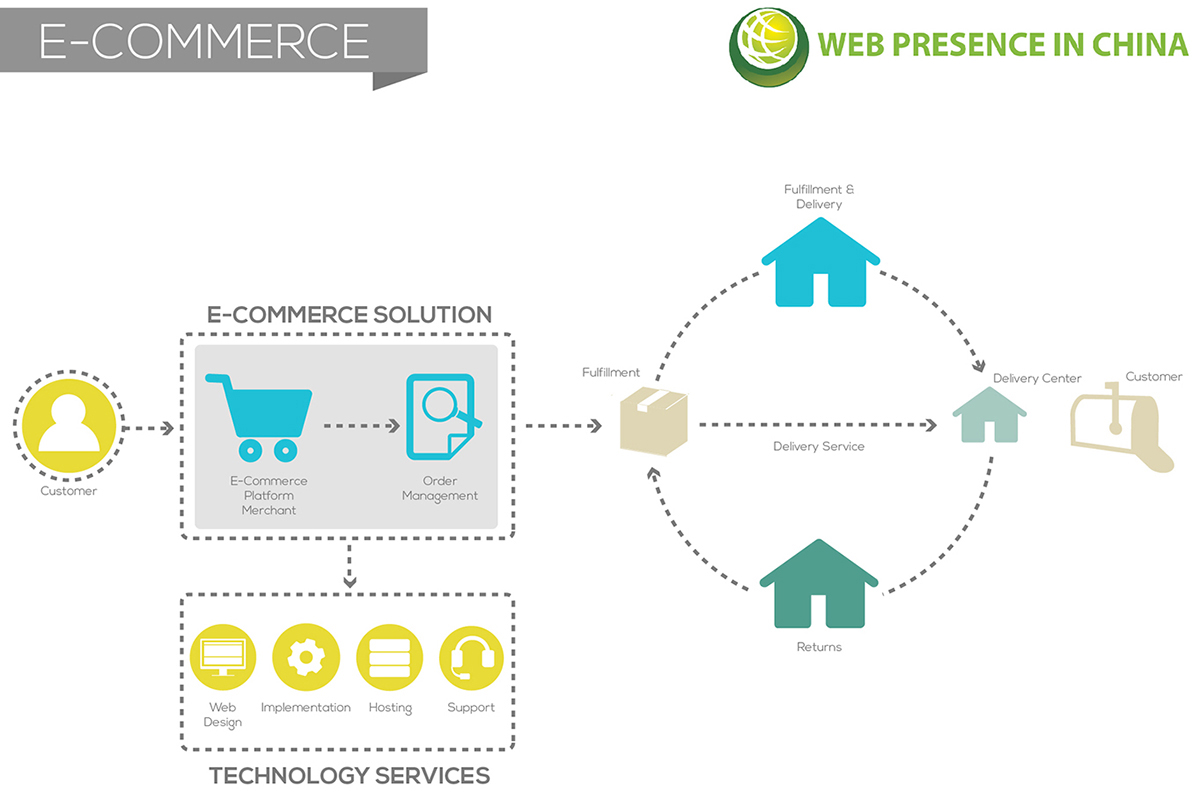 E-COMMERCE
WEB PRESENCE IN CHINA
Fulfillment &
Delivery
E-COMMERCE SOLUTION
Customer
E-Commerce
Platform
Merchant
Order
Management
Fulfillment
Delivery Service
Delivery Center
Customer
Returns
Web
Design
Implementation
Hosting
Support
TECHNOLOGY SERVICES